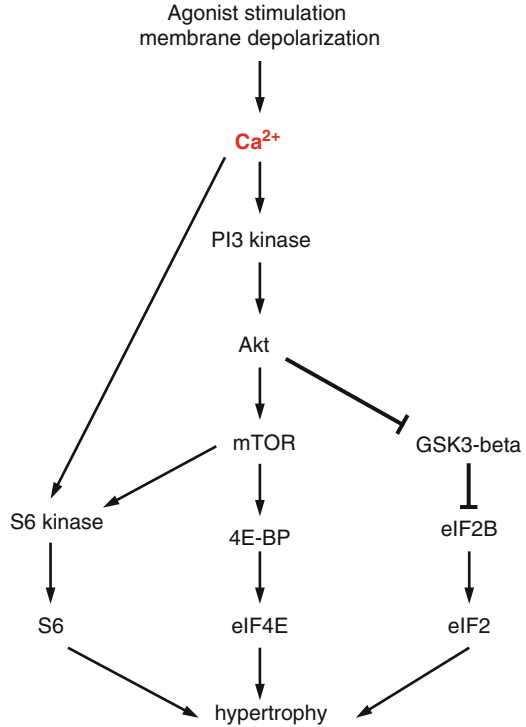 Agonist stimulation
membrane depolarization
Ca²⁺
PI3 kinase
Akt
mTOR
GSK3-beta
S6 kinase
4E-BP
eIF2B
S6
eIF4E
eIF2
hypertrophy